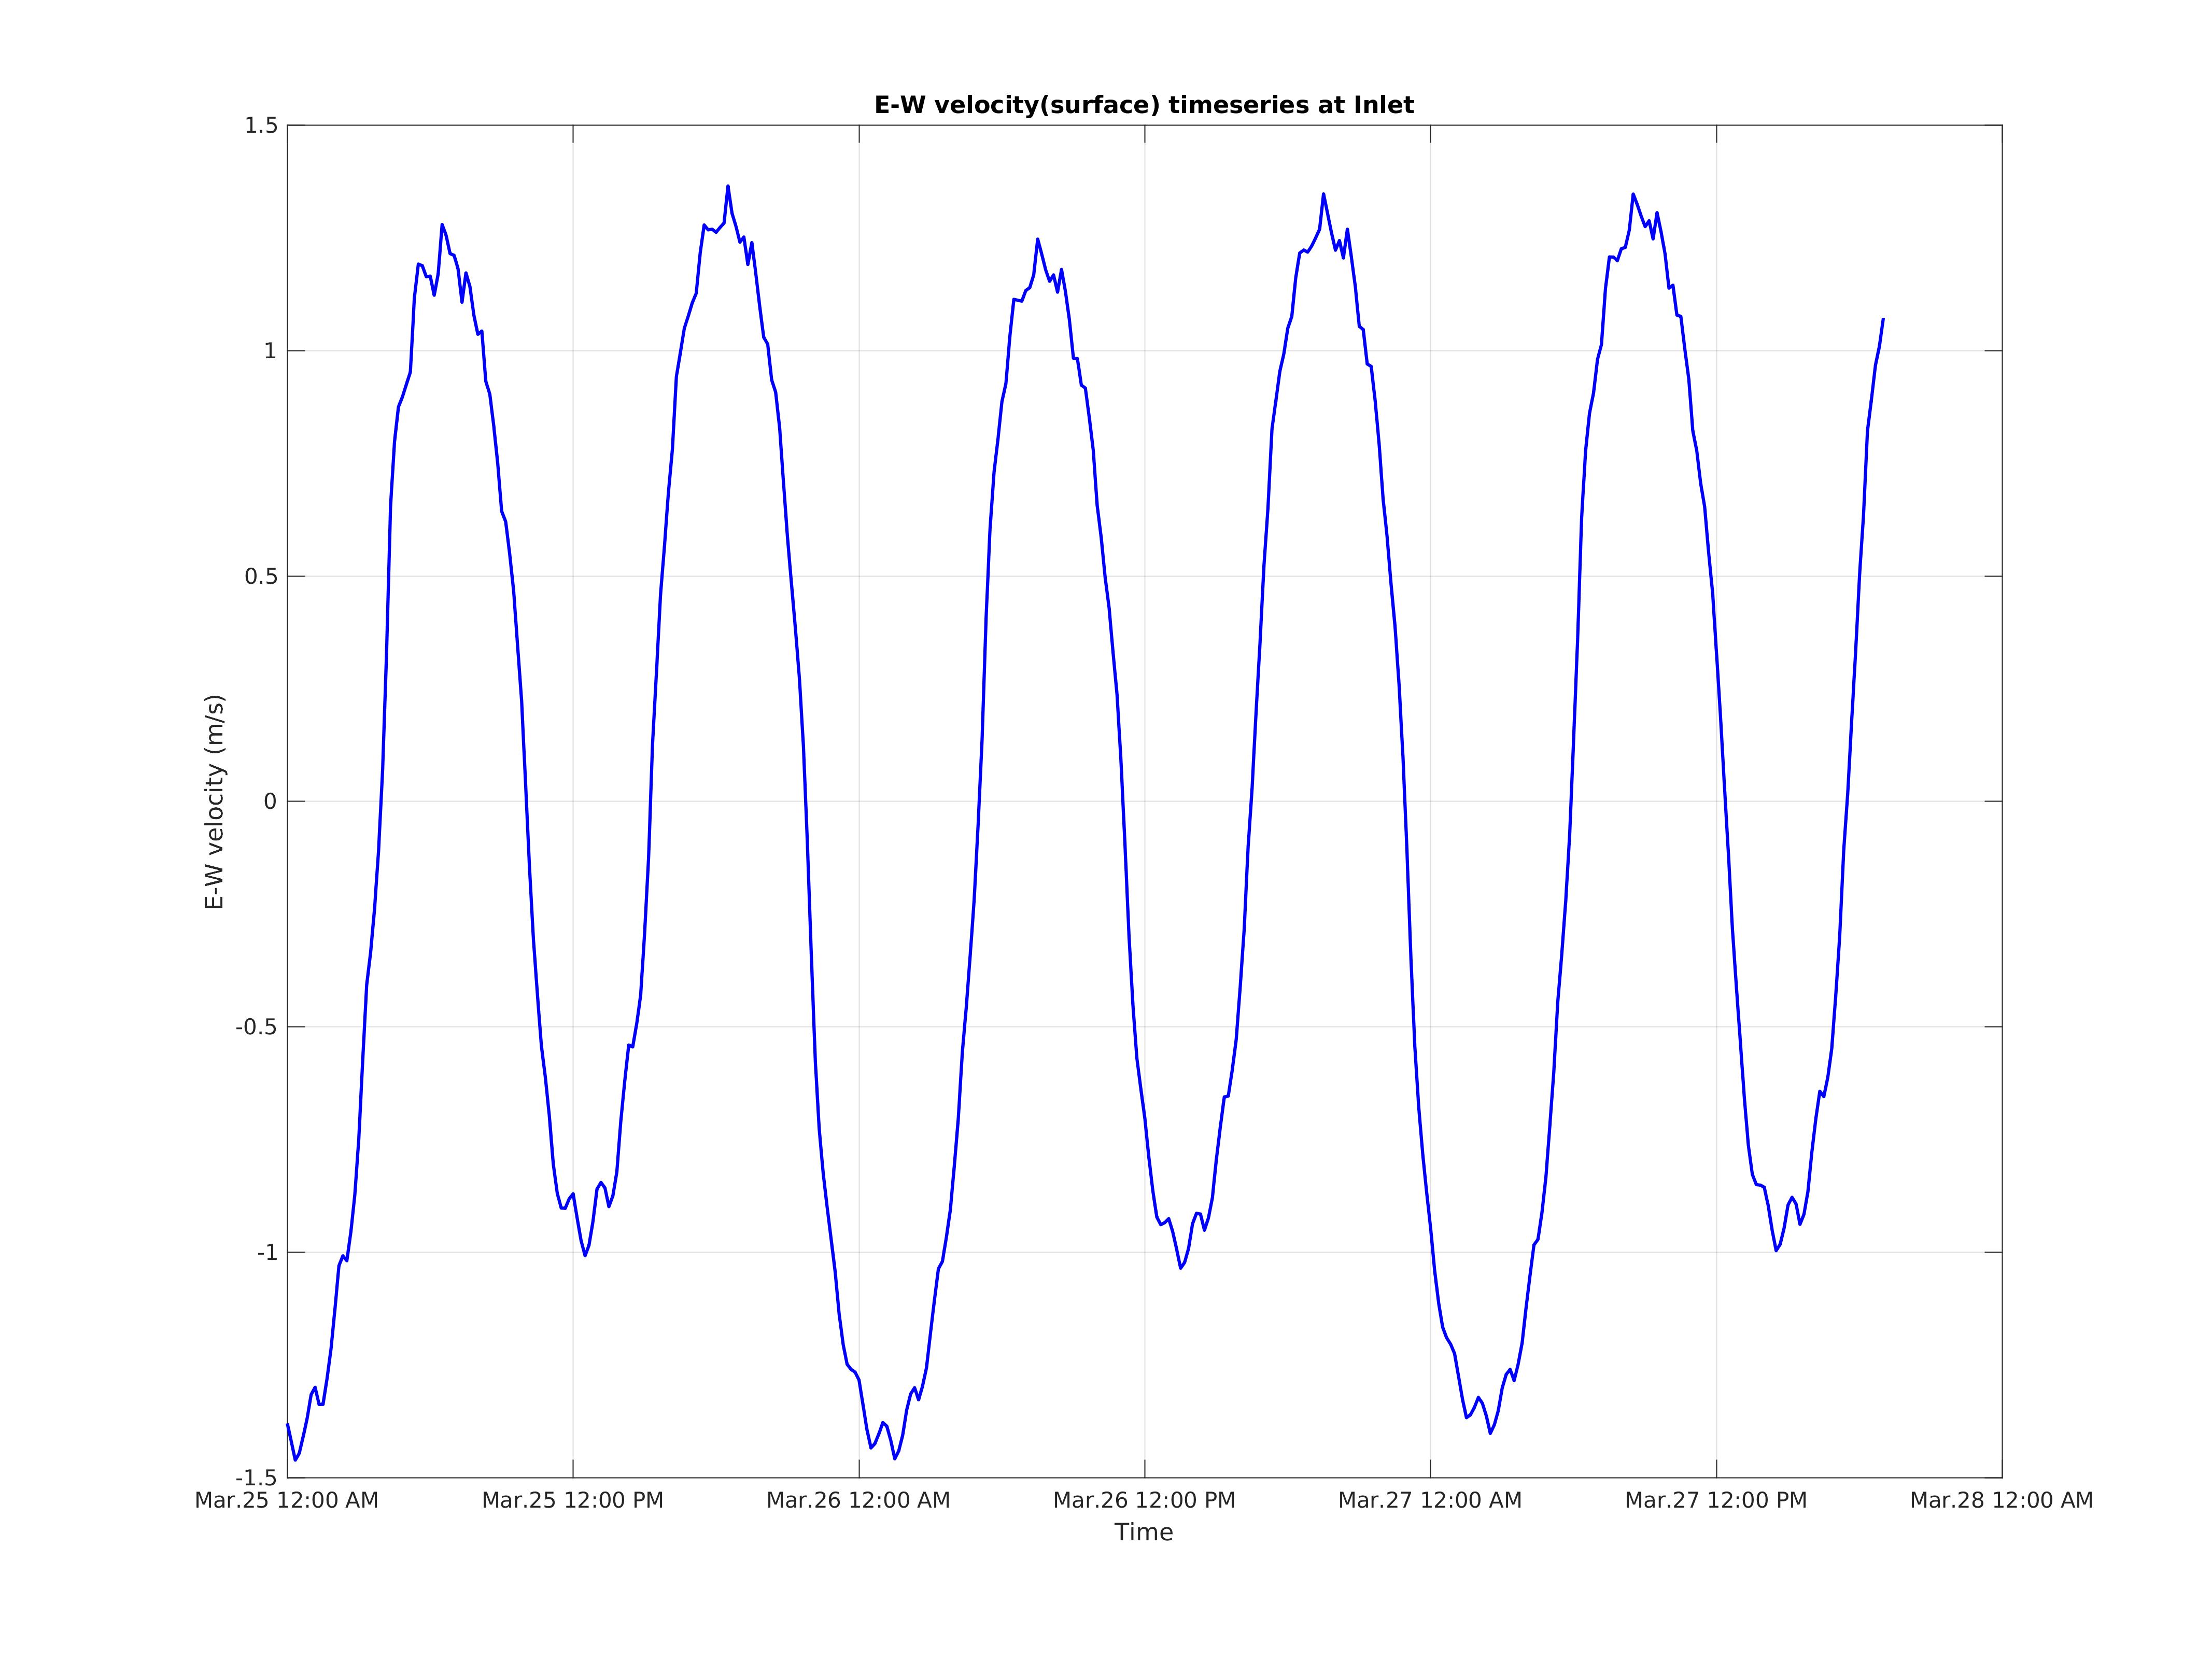 E-W velocity(surface) timeseries at Inlet
1.5
1
0.5
0
-0.5
-1
-1.5
E-W velocity (m/s)
Mar.25 12:00 AM Mar.25 12:00 PM Mar.26 12:00 AM Mar.26 12:00 PM Mar.27 12:00 AM Mar.27 12:00 PM Mar.28 12:00 AM
Time